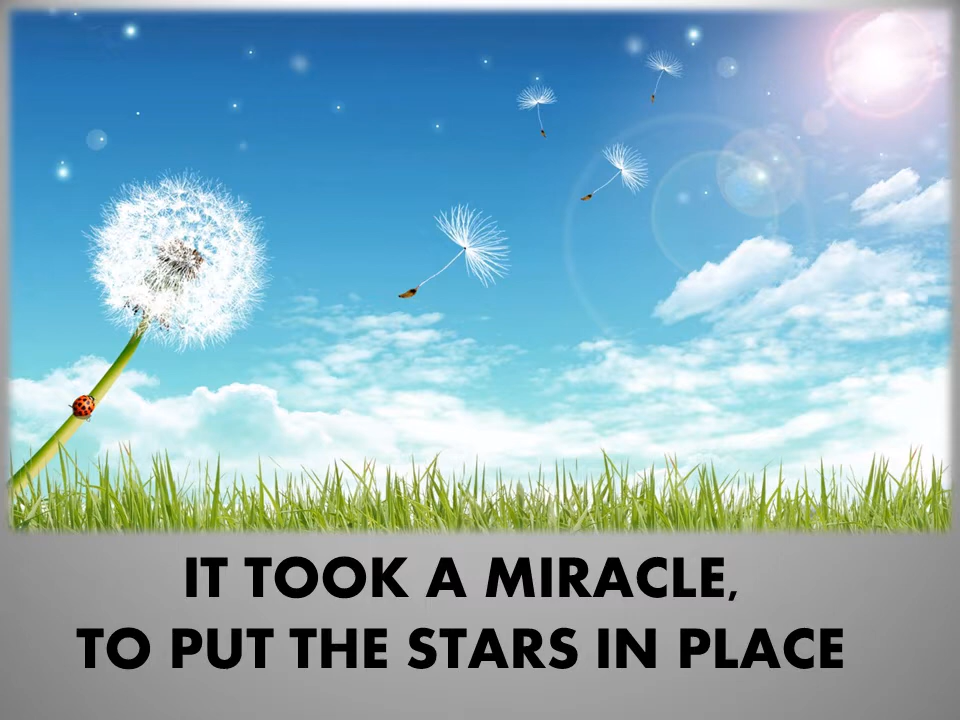 IT TOOK A MIRACLE,
TO PUT THE STARS IN PLACE